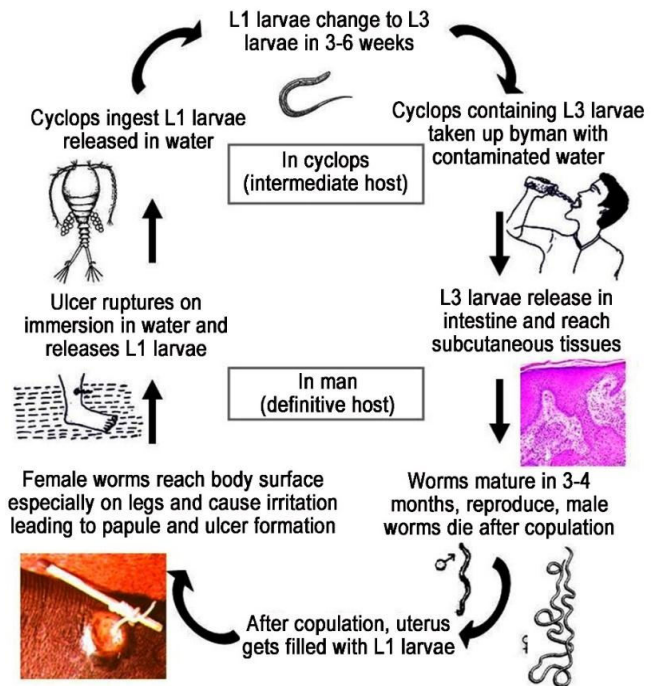 L1 larvae change to L3
larvae in 3-6 weeks
Cyclops containing L3 larvae
taken up byman with
contaminated water
L3 larvae release in
intestine and reach
subcutaneous tissues
Worms mature in 3-4
months, reproduce, male
worms die after copulation
After copulation, uterus
gets filled with L1 larvae
Female worms reach body surface
especially on legs and cause irritation
leading to papule and ulcer formation
Ulcer ruptures on
immersion in water and
releases L1 larvae
Cyclops ingest L1 larvae
released in water
In cyclops
(intermediate host)
In man
(definitive host)
♂
♀